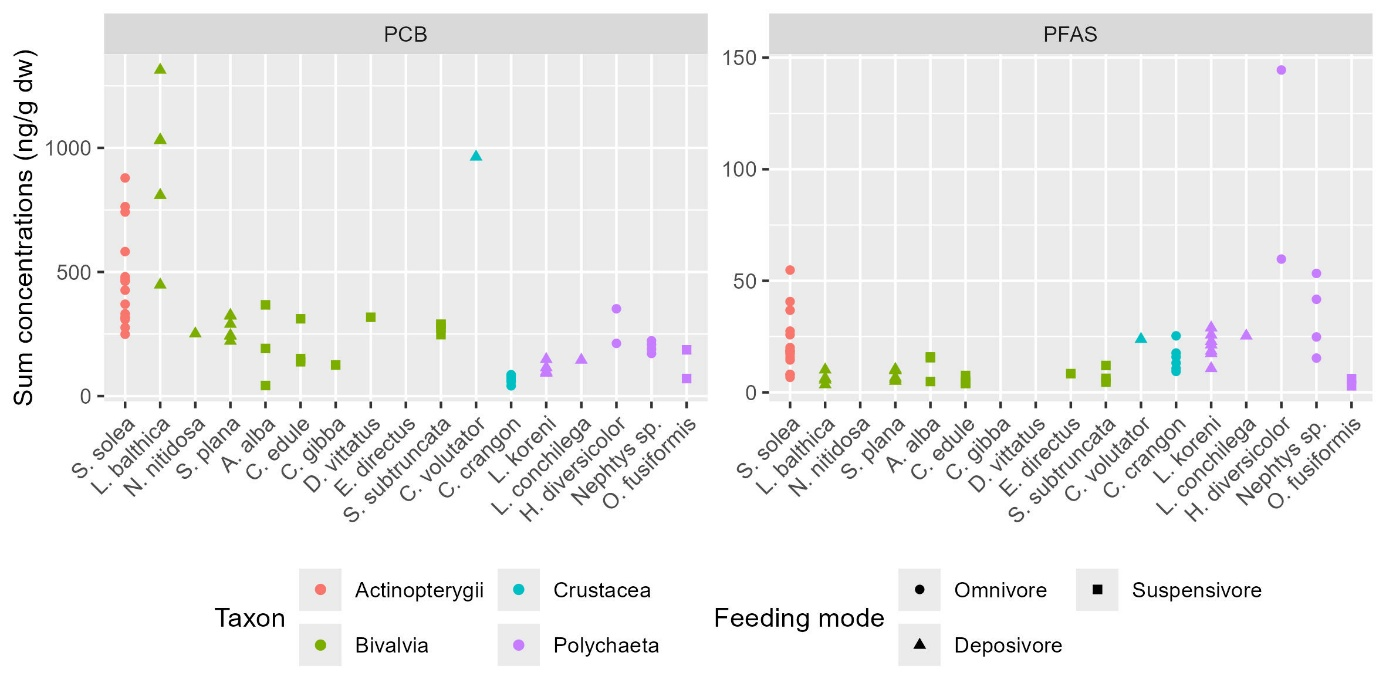 PCB
PFAS
Sum concentrations (ng/g dw)
1000
500
0
150
100
50
0
S. solea
L. balthica
N. nitidosa
S. plana
A. alba
C. edule
C. gibba
D. vittatus
E. directus
S. subtruncata
C. volutator
C. crangon
L. koreni
L. conchilega
H. diversicolor
Nephtys sp.
O. fusiformis
S. solea
L. balthica
N. nitidosa
S. plana
A. alba
C. edule
C. gibba
D. vittatus
E. directus
S. subtruncata
C. volutator
C. crangon
L. koreni
L. conchilega
H. diversicolor
Nephtys sp.
O. fusiformis
Taxon
Actinopterygii
Bivalvia
Crustacea
Polychaeta
Feeding mode
Omnivore
Deposivore
Suspensivore